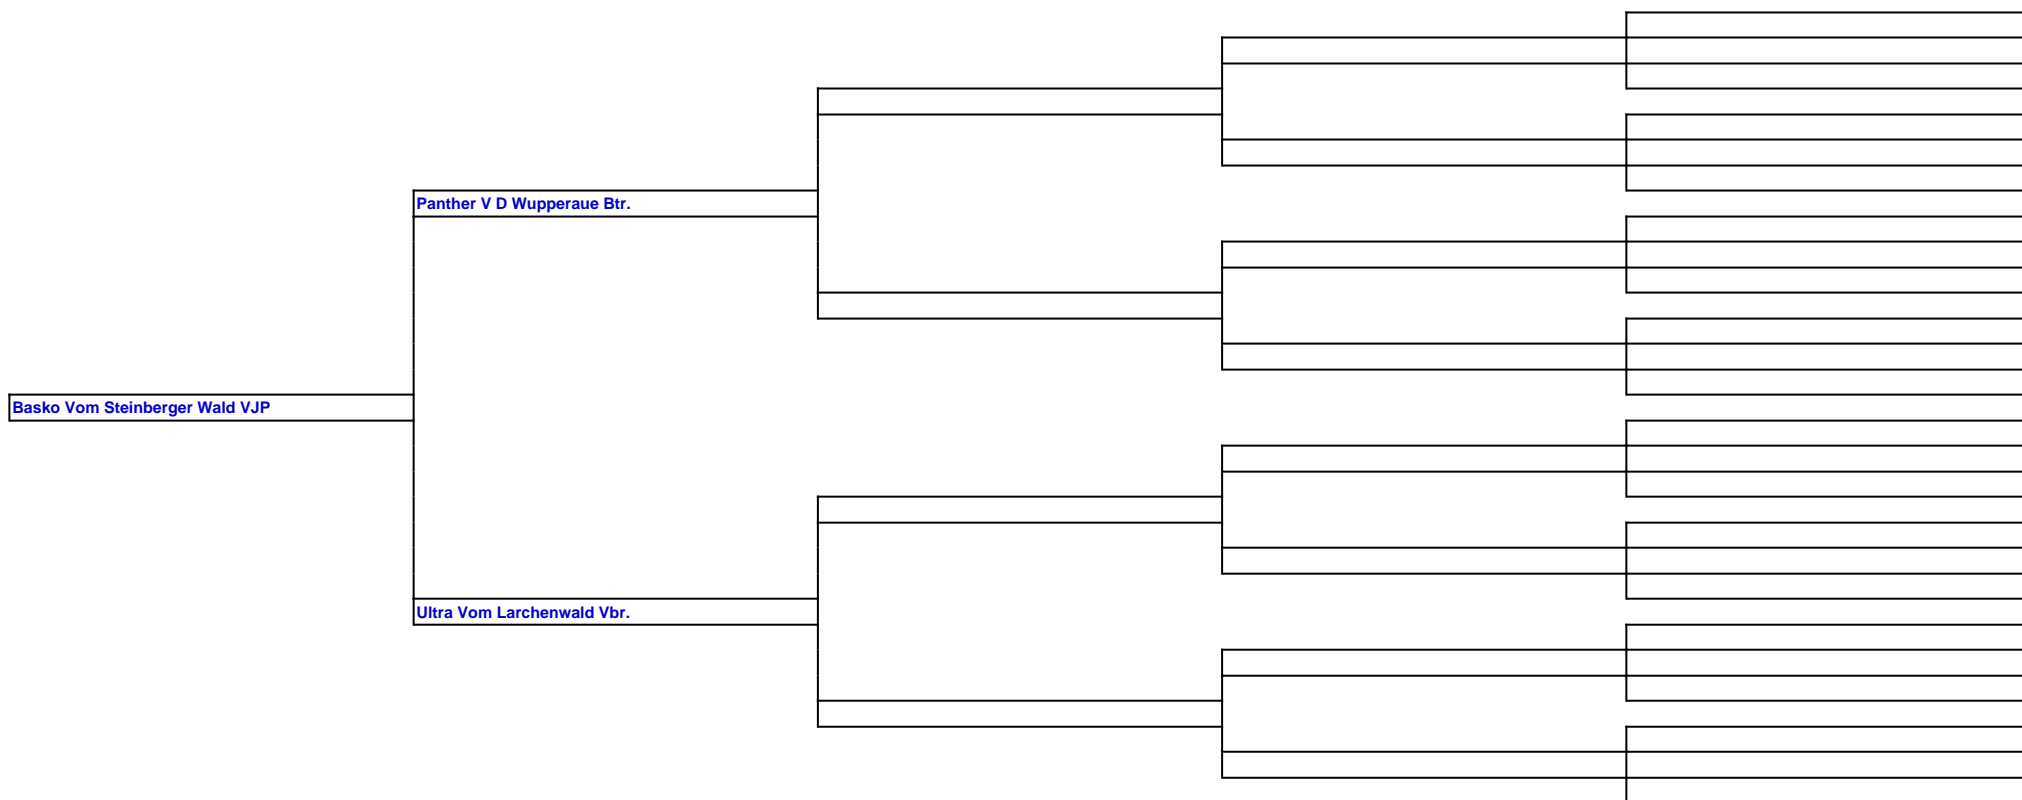 Panther V D Wupperaue Btr.
Basko Vom Steinberger Wald VJP
Ultra Vom Larchenwald Vbr.